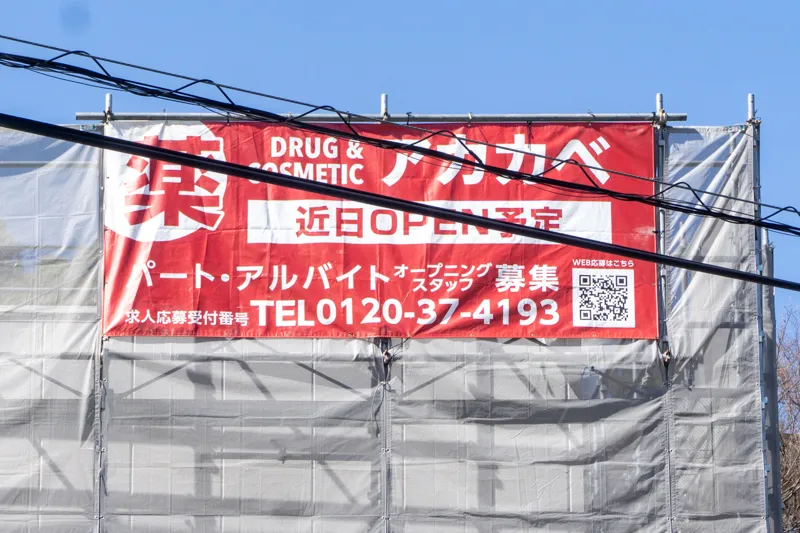 薬
DRUG &
COSMETIC
アカカベ
近日OPEN予定
パート・アルバイト
オープニング
スタッフ
募集
WEB応募はこちら
求人応募受付番号 TEL0120-37-4193